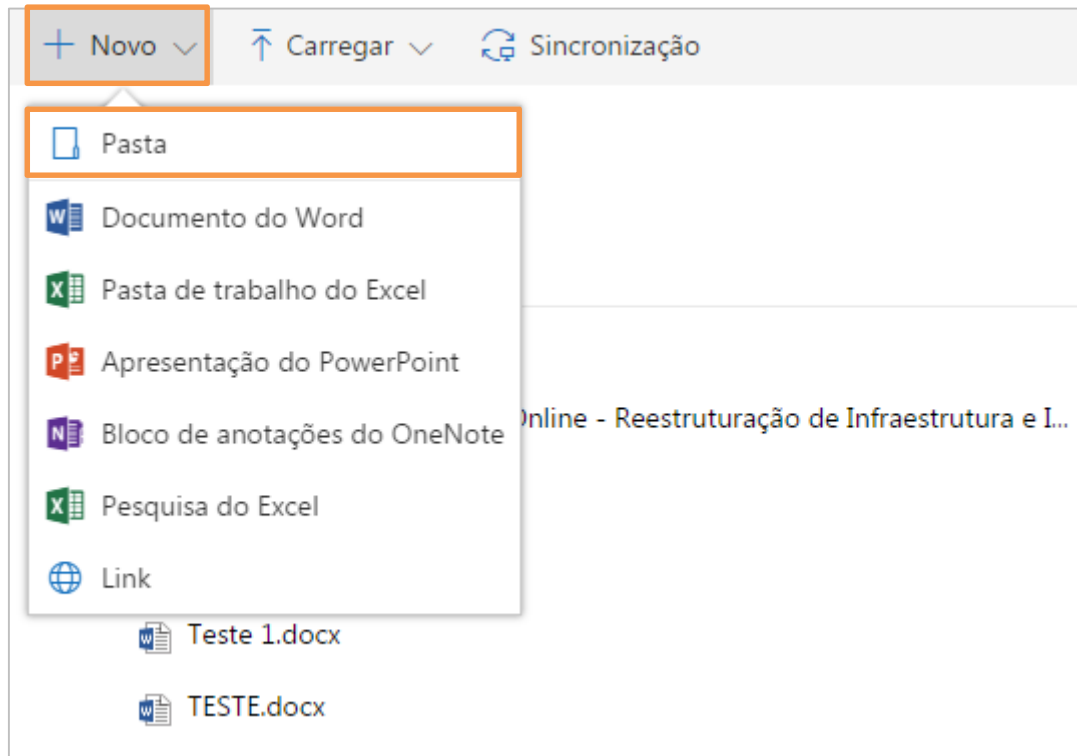 Novo
Carregar
Sincronização
Pasta
Documento do Word
Pasta de trabalho do Excel
Apresentação do PowerPoint
Bloco de anotações do OneNote
Online - Reestruturação de Infraestrutura e I...
Pesquisa do Excel
Link
Teste 1.docx
TESTE.docx